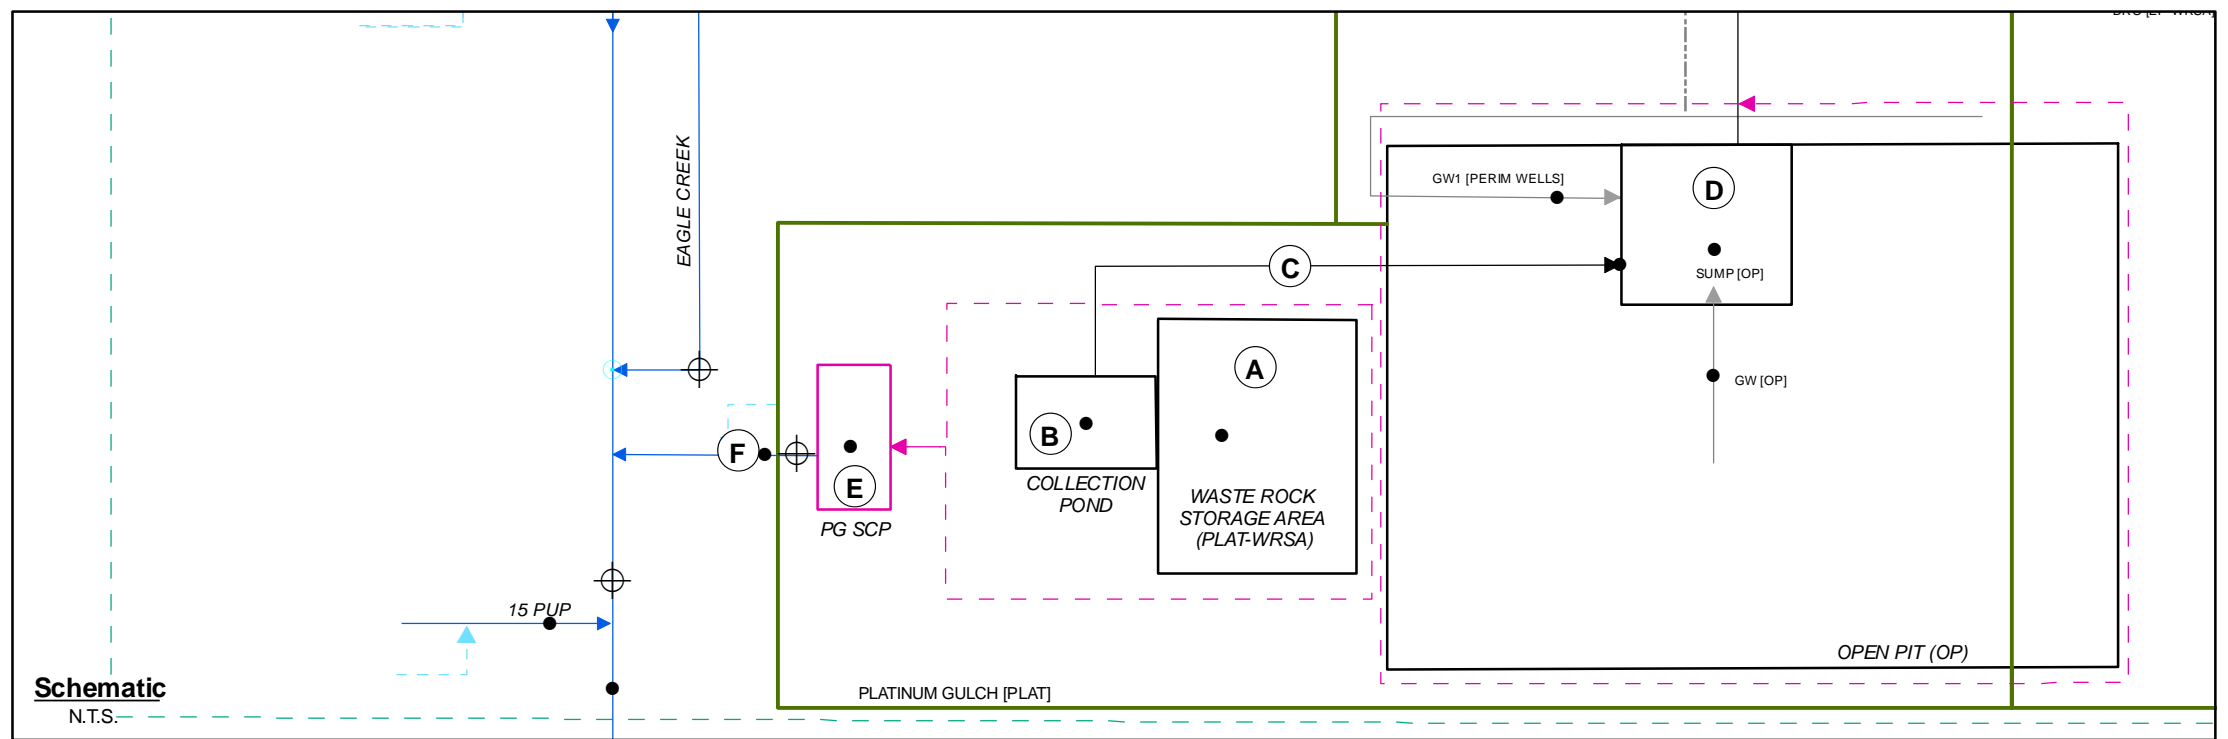 EAGLE CREEK
GW1 [PERIM WELLS]
D
SUMP [OP]
C
A
GW [OP]
B
F
E
COLLECTION
POND
WASTE ROCK
STORAGE AREA
(PLAT-WRSA)
PG SCP
15 PUP
OPEN PIT (OP)
Schematic
N.T.S.
PLATINUM GULCH [PLAT]